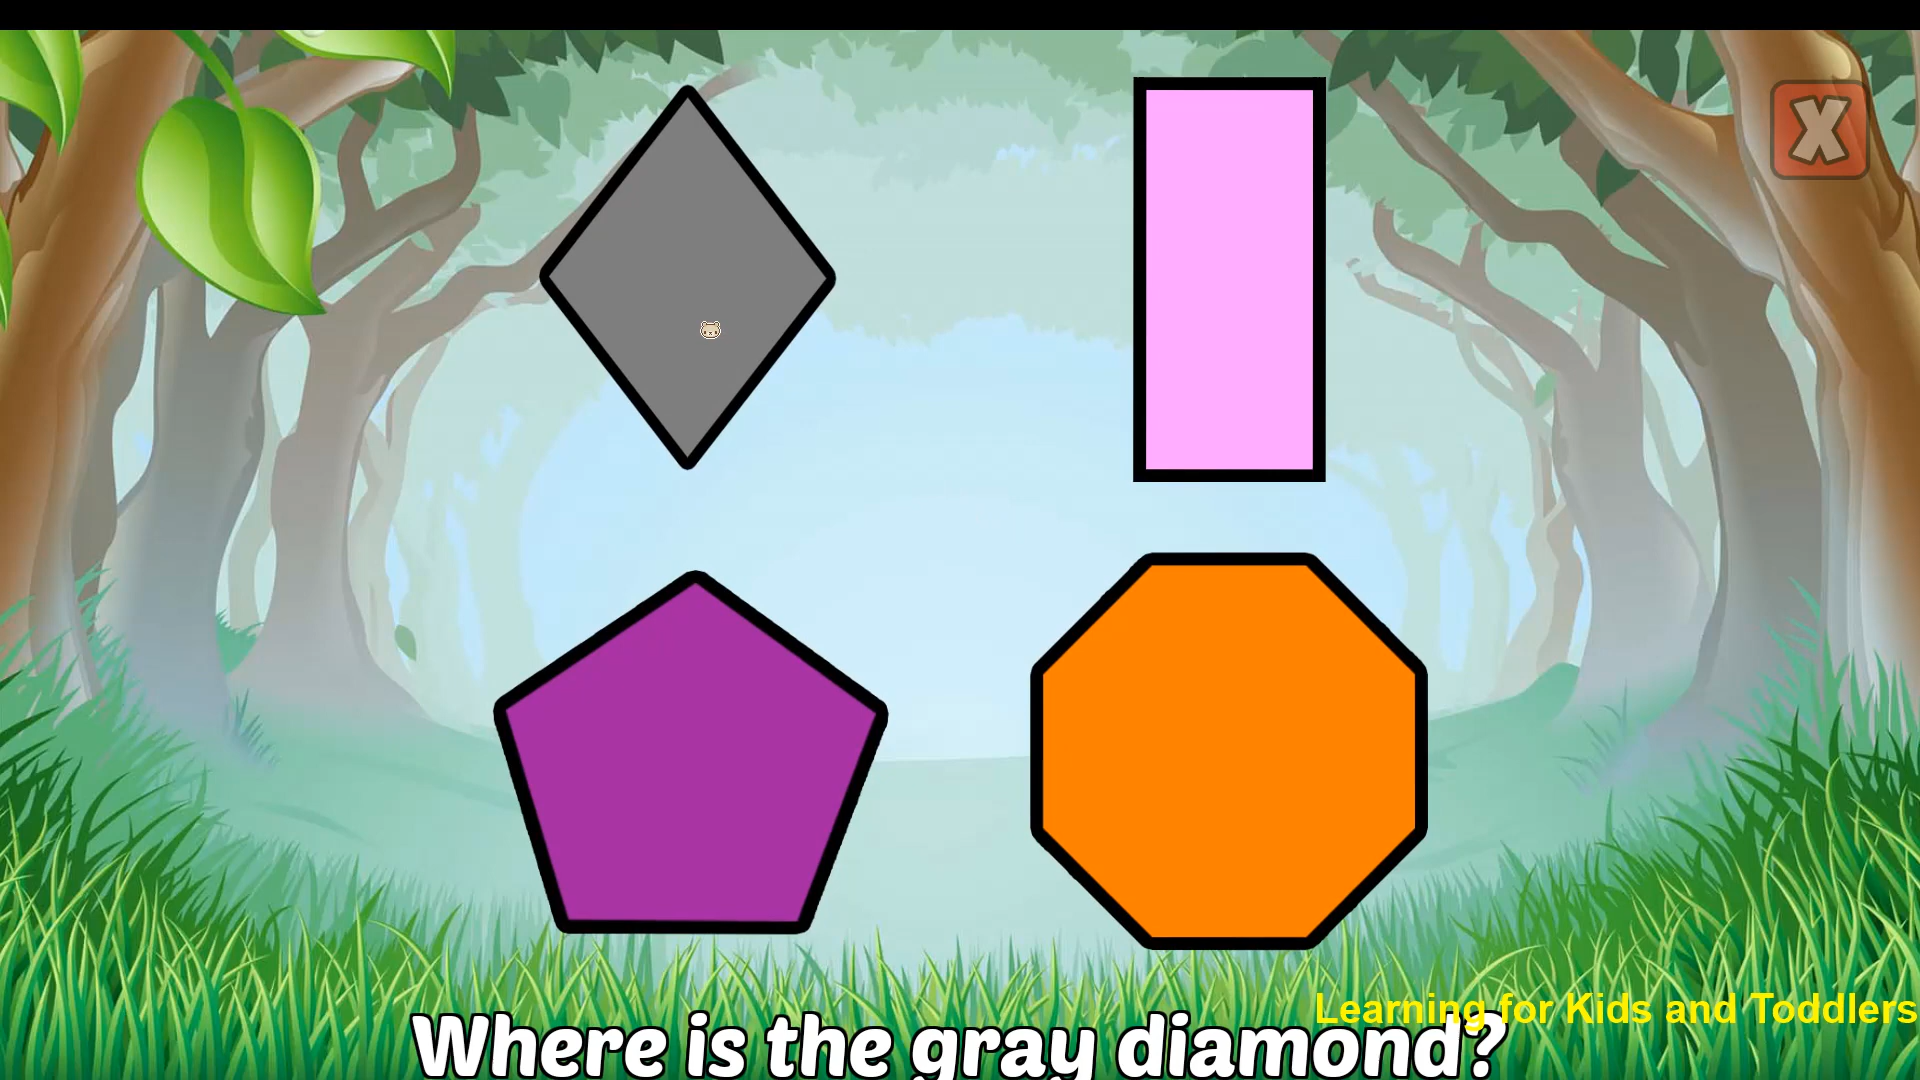 X
Learning for Kids and Toddlers
Where is the gray diamond?